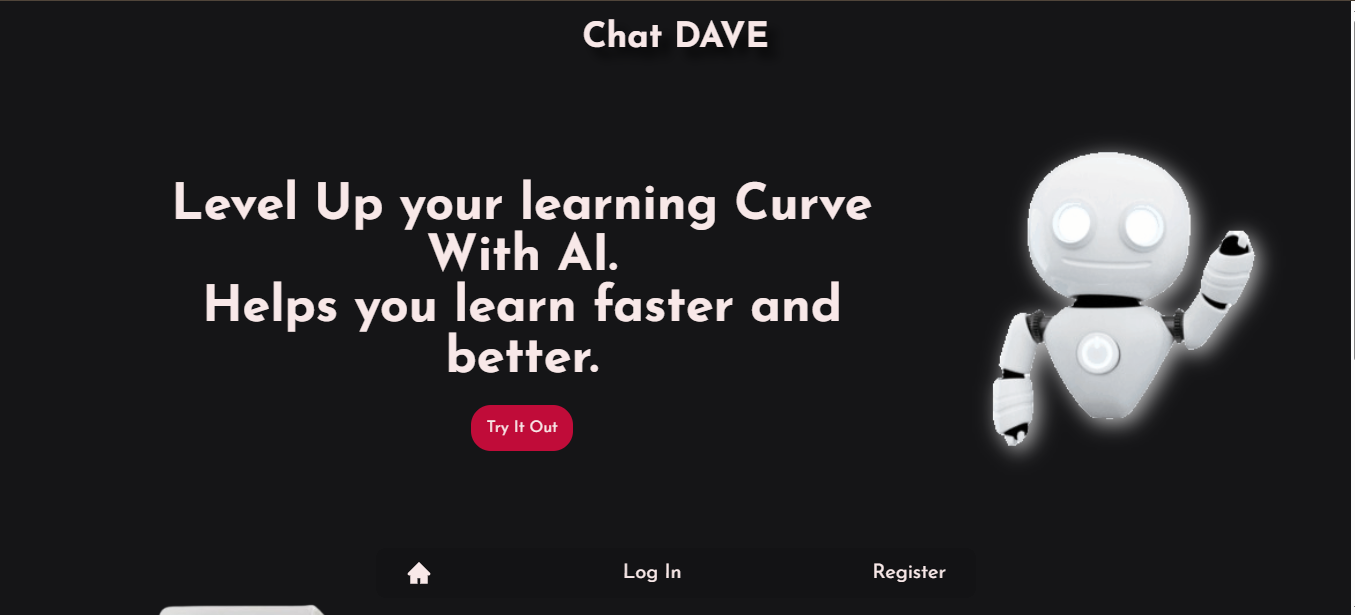 Chat DAVE
Level Up your learning Curve
With AI.
Helps you learn faster and
better.
Try It Out
Log In
Register